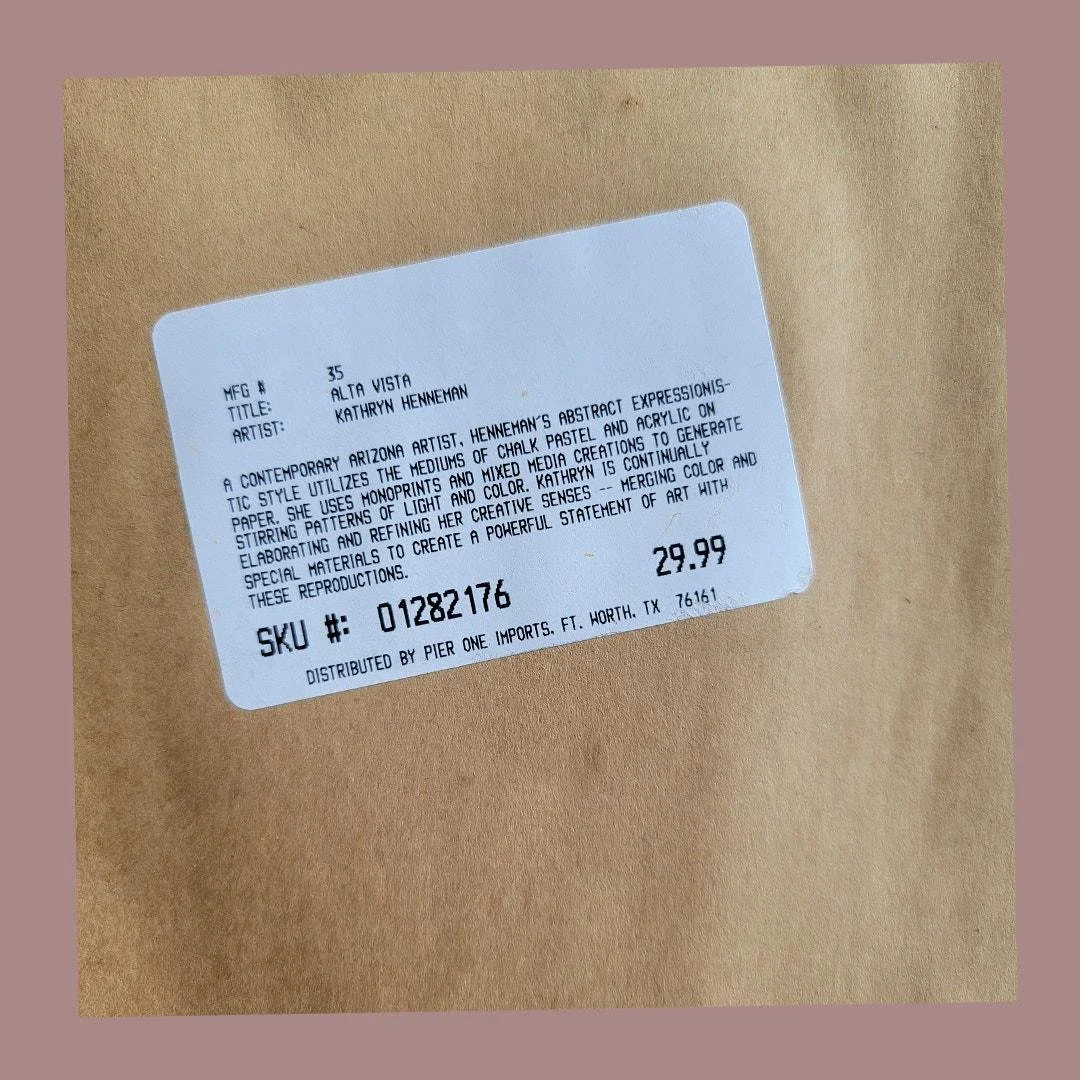 MFG # 35
TITLE: ALTA VISTA
ARTIST: KATHRYN HENNEMAN
A CONTEMPORARY ARIZONA ARTIST, HENNEMAN'S ABSTRACT EXPRESSIONIS-
TIC STYLE UTILIZES THE MEDIUMS OF CHALK PASTEL AND ACRYLIC ON
PAPER. SHE USES MONOPRINTS AND MIXED MEDIA CREATIONS TO GENERATE
STIRRING PATTERNS OF LIGHT AND COLOR. KATHRYN IS CONTINUALLY
ELABORATING AND REFINING HER CREATIVE SENSES -- MERGING COLOR AND
SPECIAL MATERIALS TO CREATE A POWERFUL STATEMENT OF ART WITH
THESE REPRODUCTIONS.
SKU #: 01282176 29.99
DISTRIBUTED BY PIER ONE IMPORTS, FT. WORTH, TX 76161